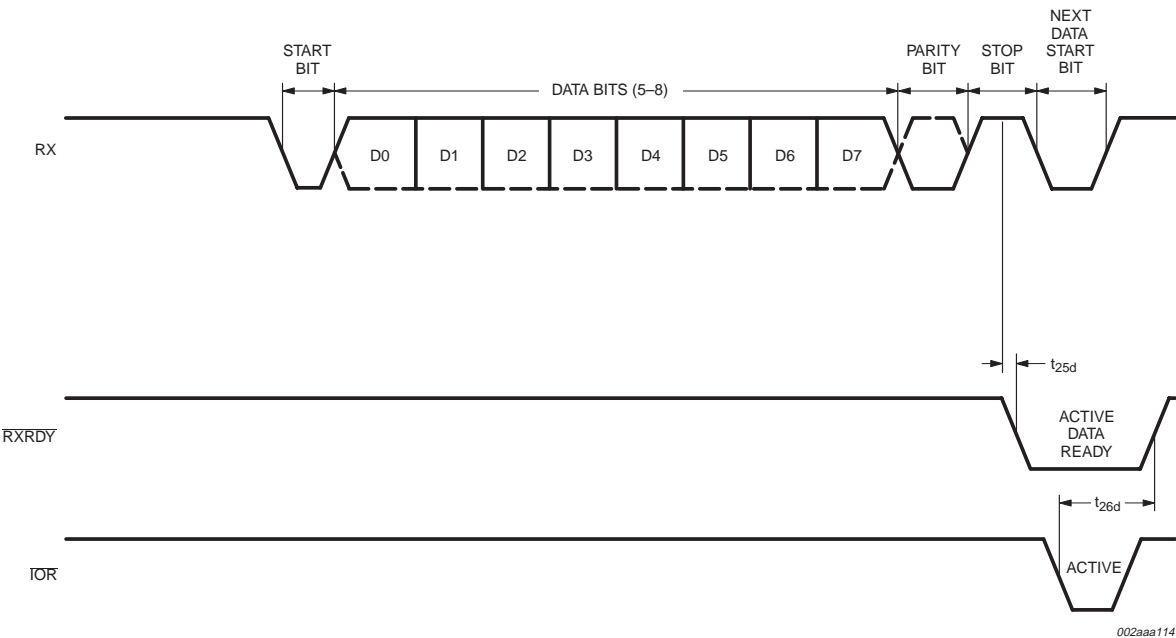 START
BIT
DATA BITS (5–8)
PARITY
BIT
STOP
BIT
NEXT
DATA
START
BIT
RX
D0
D1
D2
D3
D4
D5
D6
D7
t25d
RXRDY
ACTIVE
DATA
READY
t26d
IOR
ACTIVE
002aaa114